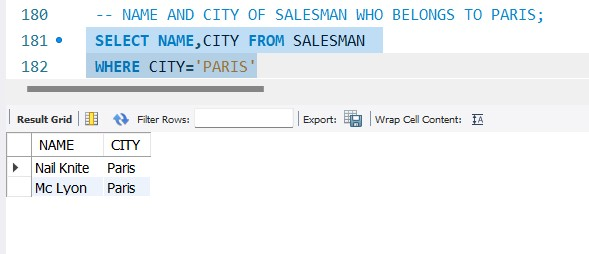 180 -- NAME AND CITY OF SALESMAN WHO BELONGS TO PARIS;
181 SELECT NAME,CITY FROM SALESMAN
182 WHERE CITY='PARIS'
Result Grid Filter Rows: Export: Wrap Cell Content: IA
NAME CITY
Nail Knite Paris
Mc Lyon Paris